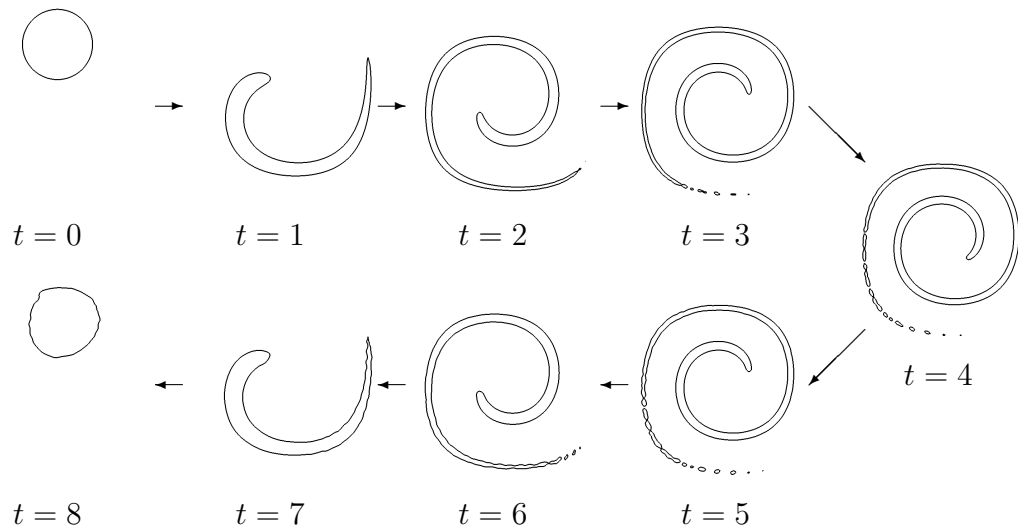 t = 0
t = 1
t = 2
t = 3
t = 4
t = 5
t = 6
t = 7
t = 8